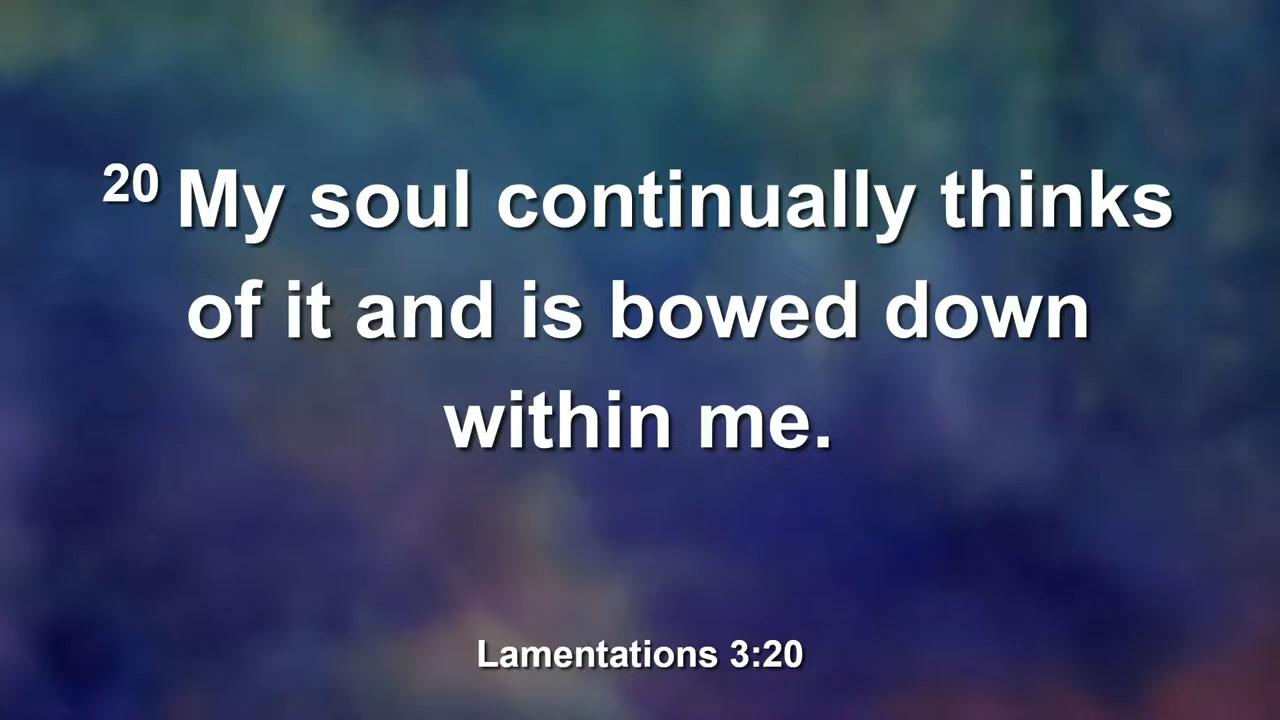 20 My soul continually thinks
of it and is bowed down
within me.
Lamentations 3:20